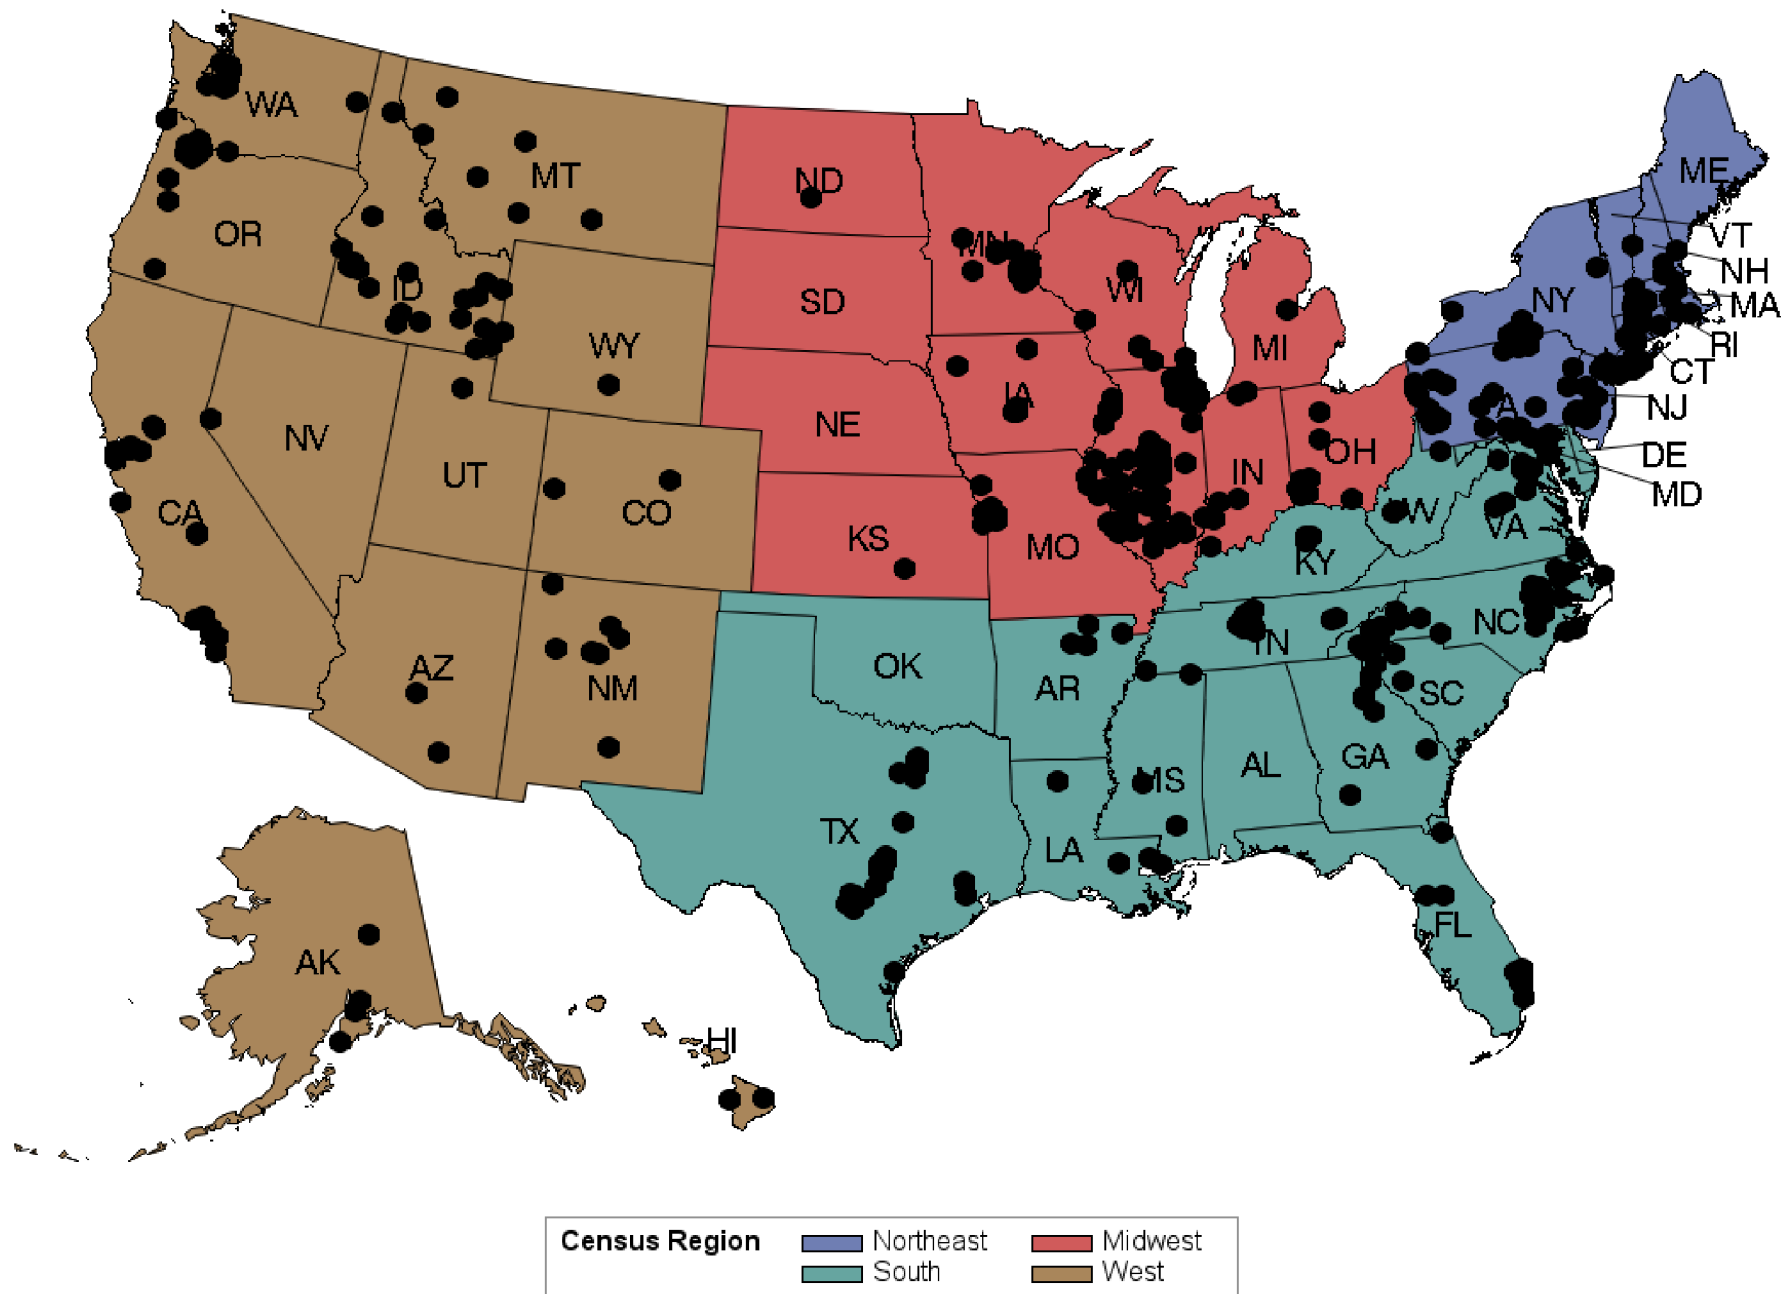 WA
MT
ND
ME
OR
MN
VT
NH
ID
SD
WI
NY
MA
WY
MI
RI
IA
CT
NV
NE
A
NJ
UT
IN
OH
DE
CA
CO
MD
KS
MO
W
VA
KY
AZ
NM
OK
AR
TN
NC
SC
TX
LA
MS
AL
GA
FL
AK
HI
Census Region Northeast Midwest
South West